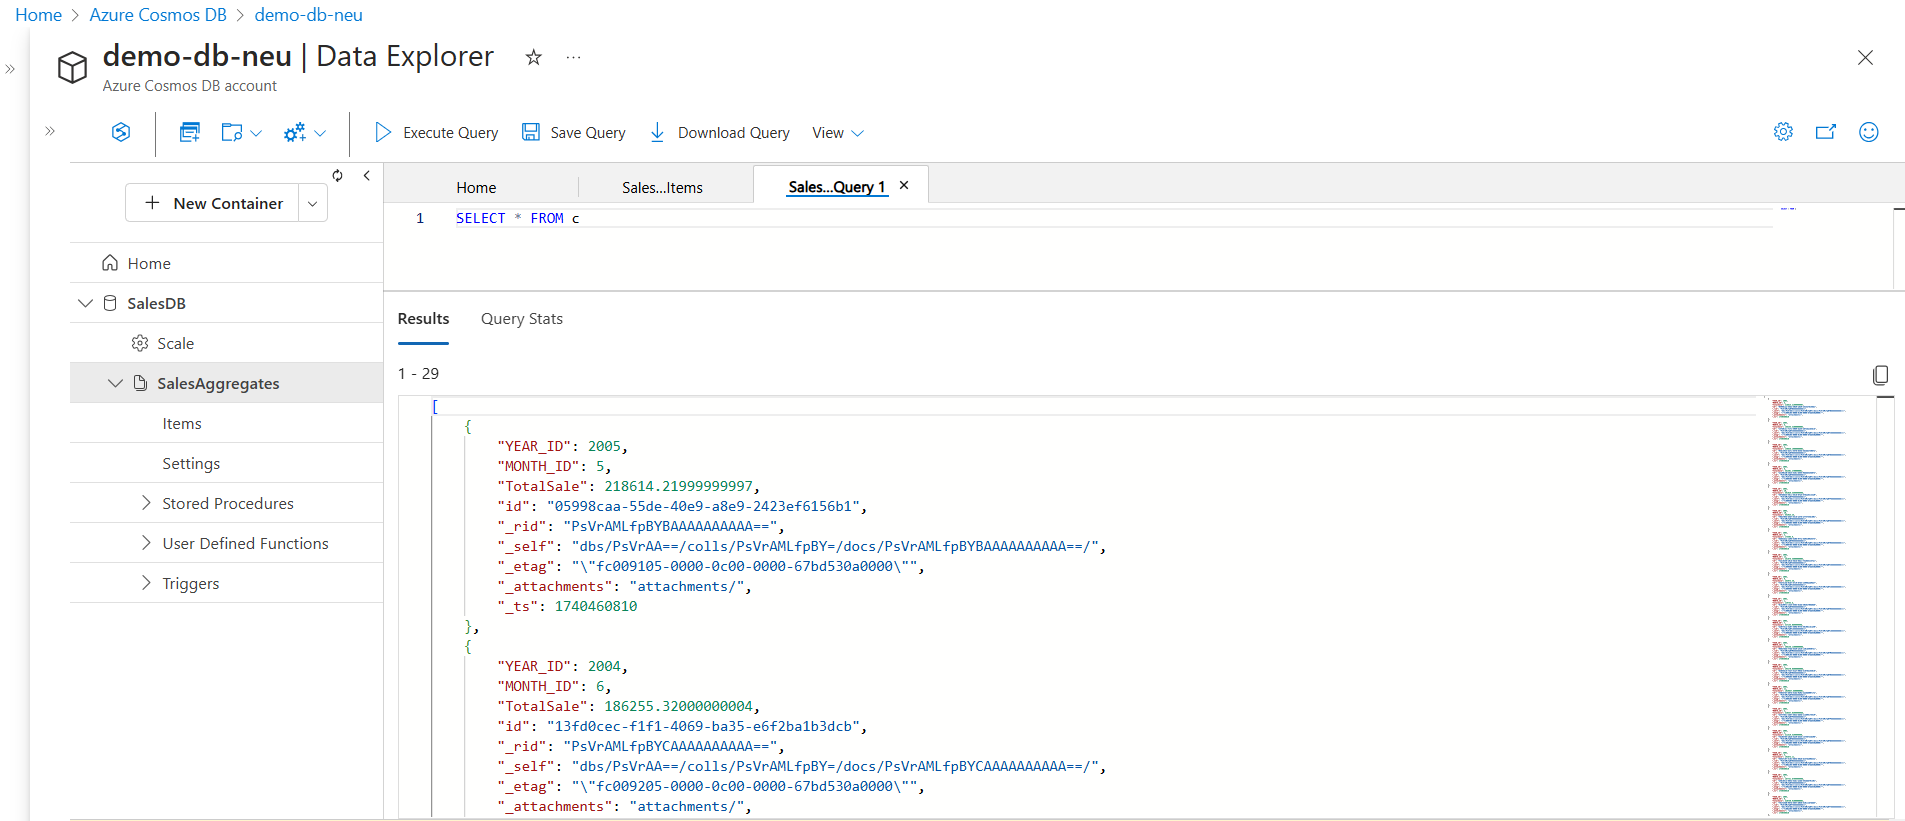 Home > Azure Cosmos DB > demo-db-neu
demo-db-neu | Data Explorer
Azure Cosmos DB account
Execute Query Save Query Download Query View
New Container
Home Sales...Items Sales...Query 1
1 SELECT * FROM c
Home
SalesDB
Scale
SalesAggregates
Items
Settings
Stored Procedures
User Defined Functions
Triggers
Results Query Stats
1 - 29
[
{
"YEAR_ID": 2005,
"MONTH_ID": 5,
"TotalSale": 218614.21999999997,
"id": "05998caa-55de-40e9-a8e9-2423ef6156b1",
"_rid": "PsVrAMLfpBYBAAAAAAAAAA==",
"_self": "dbs/PsVrAA==/colls/PsVrAMLfpBY=/docs/PsVrAMLfpBYBAAAAAAAAAA==/",
"_etag": "\"fc009105-0000-0c00-0000-67bd530a0000\"",
"_attachments": "attachments/",
"_ts": 1740460810
},
{
"YEAR_ID": 2004,
"MONTH_ID": 6,
"TotalSale": 186255.32000000004,
"id": "13fd0cec-f1f1-4069-ba35-e6f2ba1b3dcb",
"_rid": "PsVrAMLfpBYCAAAAAAAAAA==",
"_self": "dbs/PsVrAA==/colls/PsVrAMLfpBY=/docs/PsVrAMLfpBYCAAAAAAAAAA==/",
"_etag": "\"fc009205-0000-0c00-0000-67bd530a0000\"",
"_attachments": "attachments/",